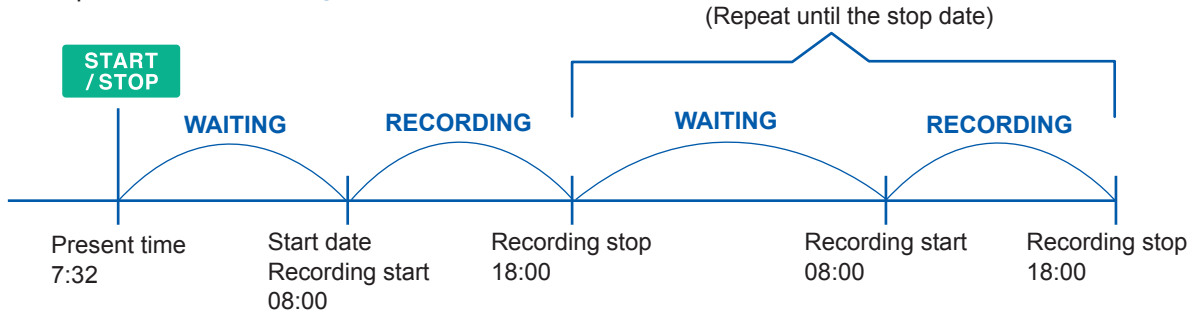 (Repeat until the stop date)
START
/ STOP
WAITING
RECORDING
WAITING
RECORDING
Present time
7:32
Start date
Recording start
08:00
Recording stop
18:00
Recording start
08:00
Recording stop
18:00